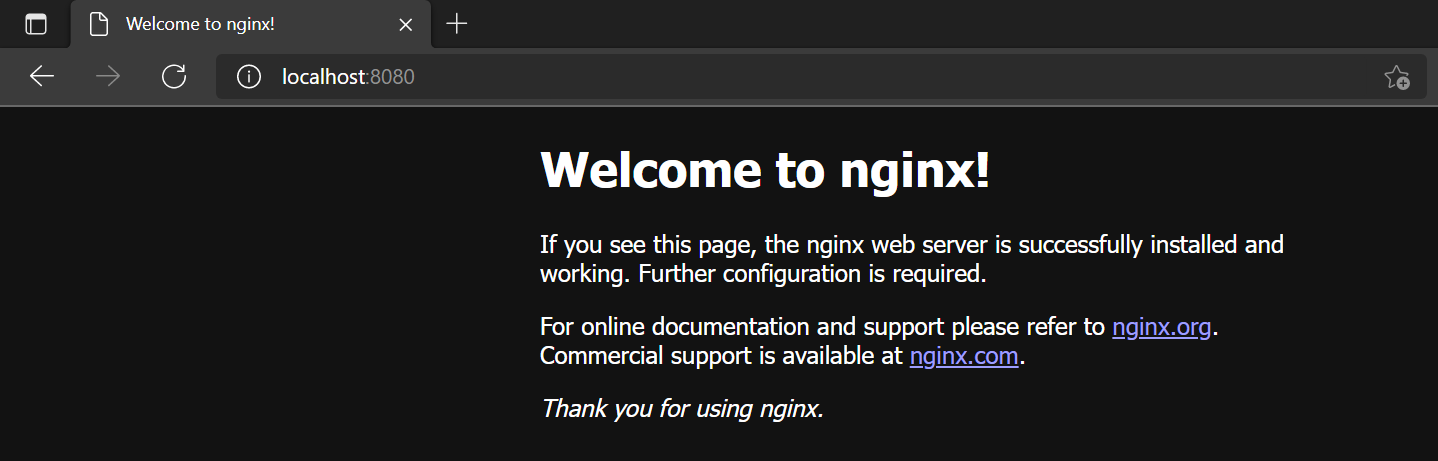 Welcome to nginx!
localhost:8080
Welcome to nginx!
If you see this page, the nginx web server is successfully installed and
working. Further configuration is required.
For online documentation and support please refer to nginx.org.
Commercial support is available at nginx.com.
Thank you for using nginx.